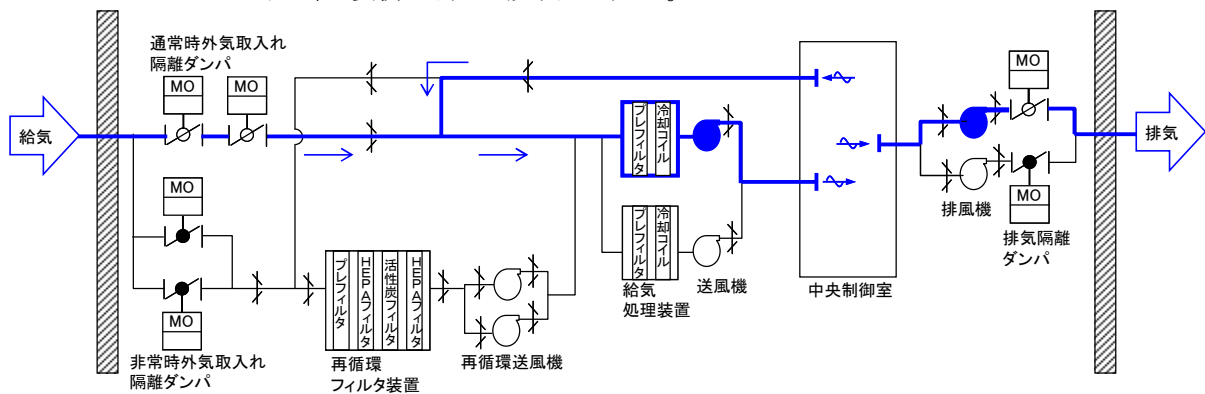 通常時外気取入れ
隔離ダンパ
MO
MO
給気
MO
MO
非常時外気取入れ
隔離ダンパ
プレフィルタ
HEPAフィルタ
活性炭フィルタ
HEPAフィルタ
再循環
フィルタ装置
再循環送風機
プレフィルタ
冷却コイル
プレフィルタ
冷却コイル
給気
処理装置
送風機
中央制御室
MO
排気
MO
排風機
排気隔離
ダンパ